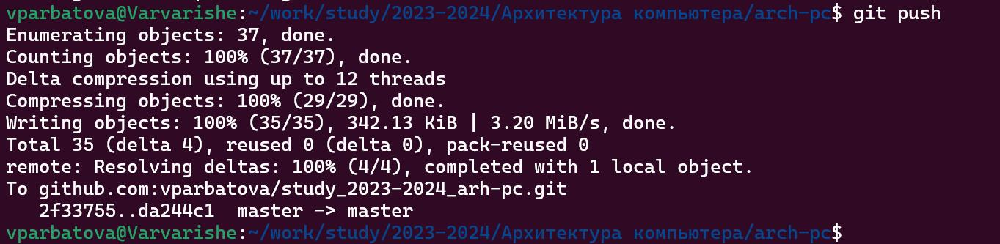 vparbatova@Varvarishe:~/work/study/2023-2024/Архитектура компьютера/arch-pc$ git push
Enumerating objects: 37, done.
Counting objects: 100% (37/37), done.
Delta compression using up to 12 threads
Compressing objects: 100% (29/29), done.
Writing objects: 100% (35/35), 342.13 KiB | 3.20 MiB/s, done.
Total 35 (delta 4), reused 0 (delta 0), pack-reused 0
remote: Resolving deltas: 100% (4/4), completed with 1 local object.
To github.com:vparbatova/study_2023-2024_arh-pc.git
   2f33755..da244c1  master -> master
vparbatova@Varvarishe:~/work/study/2023-2024/Архитектура компьютера/arch-pc$